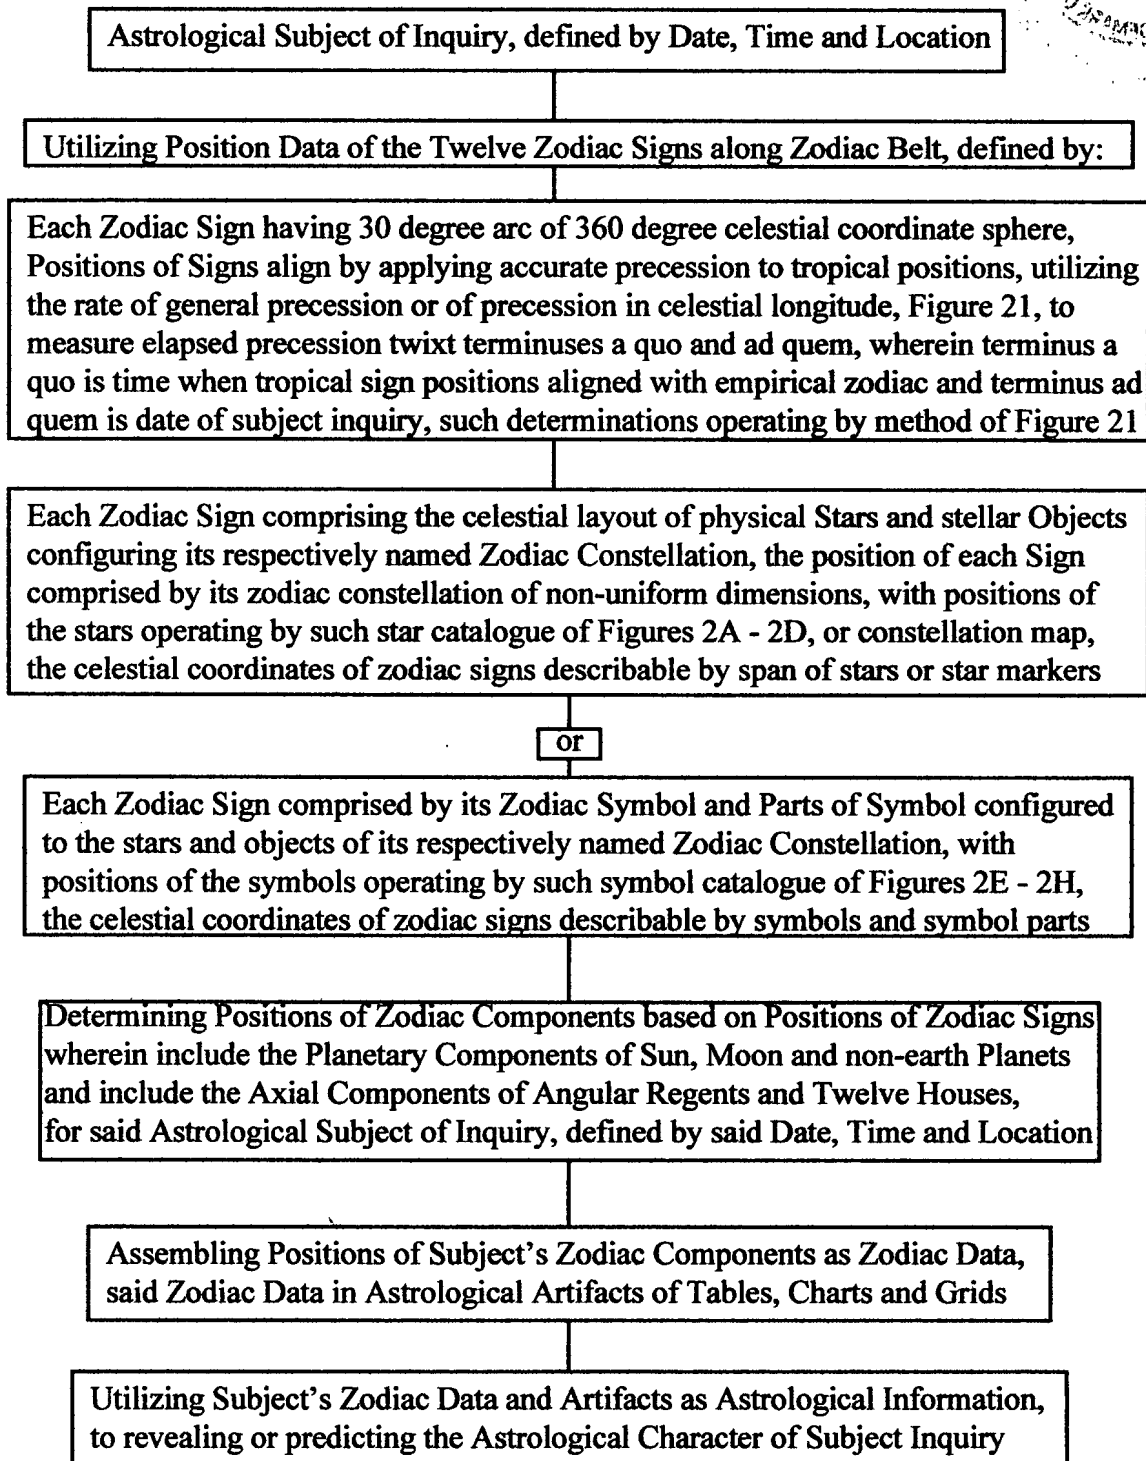 Astrological Subject of Inquiry, defined by Date, Time and Location
Utilizing Position Data of the Twelve Zodiac Signs along Zodiac Belt, defined by:
Each Zodiac Sign having 30 degree arc of 360 degree celestial coordinate sphere,
Positions of Signs align by applying accurate precession to tropical positions, utilizing
the rate of general precession or of precession in celestial longitude, Figure 21, to
measure elapsed precession twixt terminuses a quo and ad quem, wherein terminus a
quo is time when tropical sign positions aligned with empirical zodiac and terminus ad
quem is date of subject inquiry, such determinations operating by method of Figure 21
Each Zodiac Sign comprising the celestial layout of physical Stars and stellar Objects
configuring its respectively named Zodiac Constellation, the position of each Sign
comprised by its zodiac constellation of non-uniform dimensions, with positions of
the stars operating by such star catalogue of Figures 2A - 2D, or constellation map,
the celestial coordinates of zodiac signs describable by span of stars or star markers
or
Each Zodiac Sign comprised by its Zodiac Symbol and Parts of Symbol configured
to the stars and objects of its respectively named Zodiac Constellation, with
positions of the symbols operating by such symbol catalogue of Figures 2E - 2H,
the celestial coordinates of zodiac signs describable by symbols and symbol parts
Determining Positions of Zodiac Components based on Positions of Zodiac Signs
wherein include the Planetary Components of Sun, Moon and non-earth Planets
and include the Axial Components of Angular Regents and Twelve Houses,
for said Astrological Subject of Inquiry, defined by said Date, Time and Location
Assembling Positions of Subject's Zodiac Components as Zodiac Data,
said Zodiac Data in Astrological Artifacts of Tables, Charts and Grids
Utilizing Subject's Zodiac Data and Artifacts as Astrological Information,
to revealing or predicting the Astrological Character of Subject Inquiry